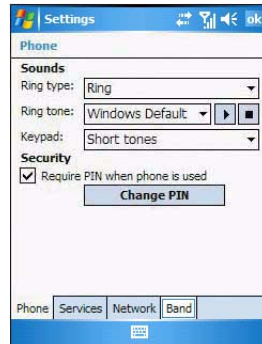 Settings ok
Phone
Sounds
Ring type: Ring
Ring tone: Windows Default
Keypad: Short tones
Security
Require PIN when phone is used
Change PIN
Phone Services Network Band